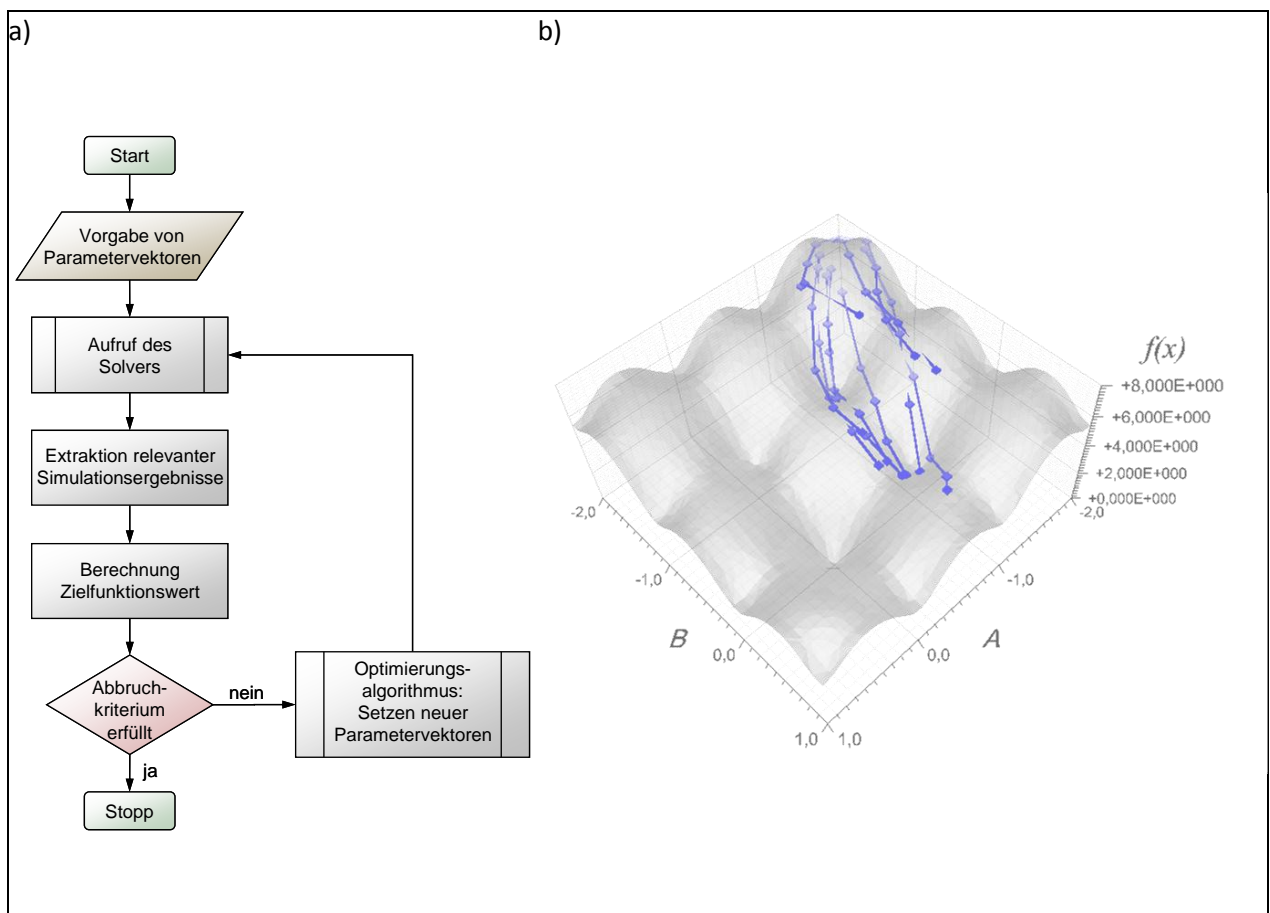 a)
Start
Vorgabe von
Parametervektoren
Aufruf des
Solvers
Extraktion relevanter
Simulationsergebnisse
Berechnung
Zielfunktionswert
Abbruch-
kriterium
erfüllt
nein
Optimierungs-
algorithmus:
Setzen neuer
Parametervektoren
ja
Stopp
b)
f(x)
+8,000E+000
+6,000E+000
+4,000E+000
+2,000E+000
+0,000E+000
-2,0
-1,0
0,0
1,0
B
-2,0
-1,0
0,0
1,0
A